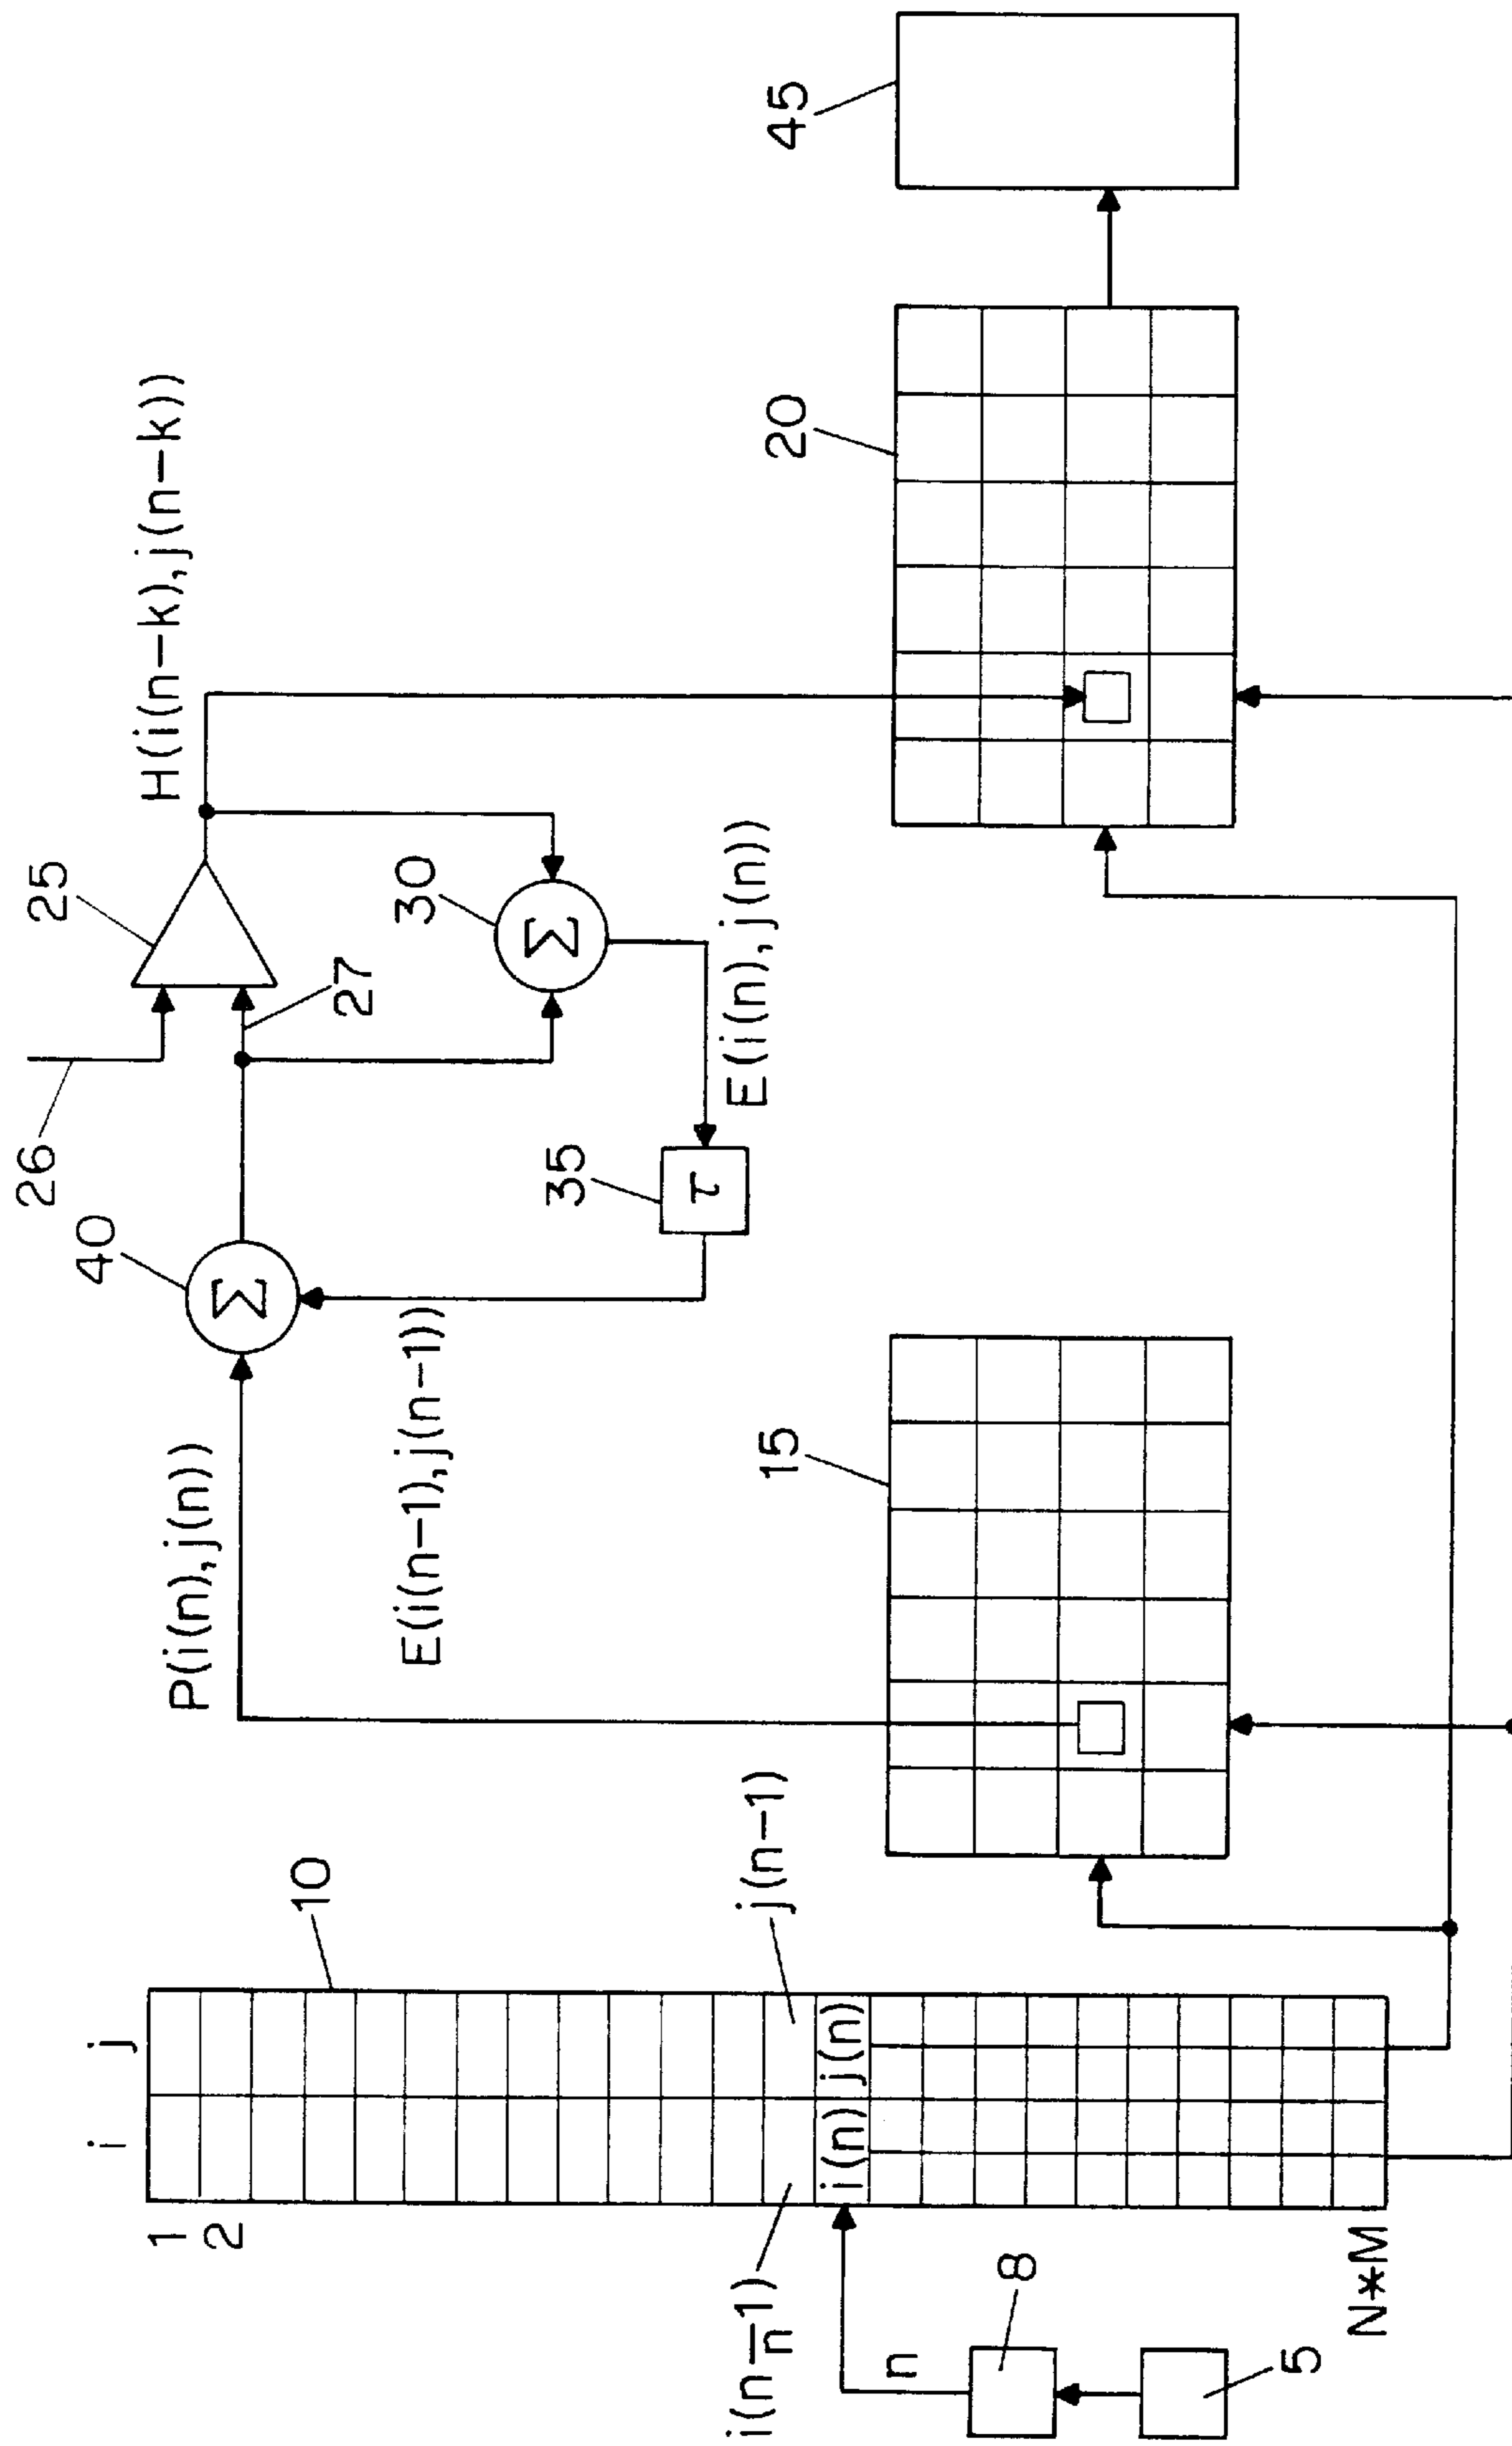 26
25
H(i(n-k),j(n-k))
40
Σ
27
30
Σ
P(i(n),j(n))
E(i(n-1),j(n-1))
35
τ
E(i(n),j(n))
i
j
10
1
2
i(n-1)
n
j(n-1)
i(n)
j(n)
15
20
45
n
8
5
N*M